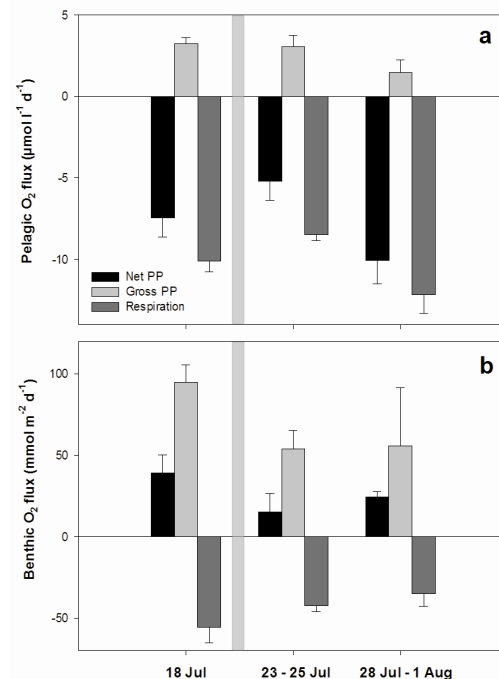 5
a
0
-5
-10
Pelagic O₂ flux (µmol l⁻¹ d⁻¹)
Net PP
Gross PP
Respiration
100
b
50
0
-50
Benthic O₂ flux (mmol m⁻² d⁻¹)
18 Jul 23 - 25 Jul 28 Jul - 1 Aug